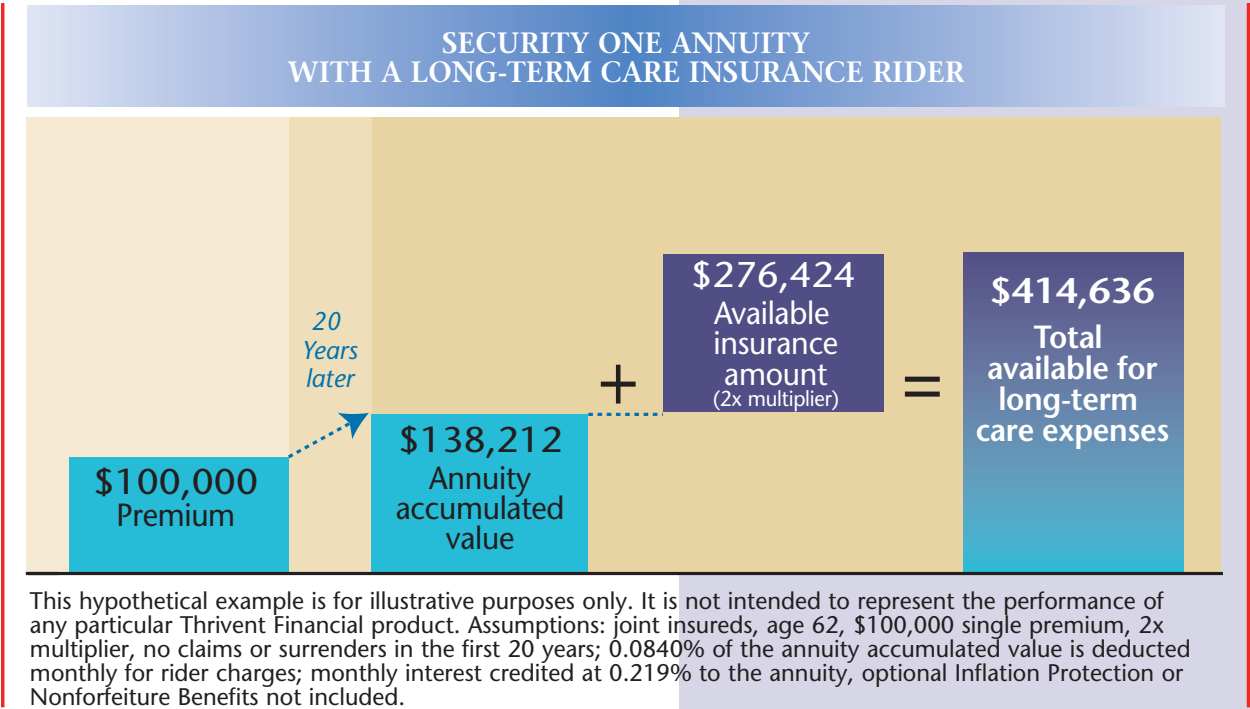 SECURITY ONE ANNUITY
WITH A LONG-TERM CARE INSURANCE RIDER
20
Years
later
$100,000
Premium
$138,212
Annuity
accumulated
value
+
$276,424
Available
insurance
amount
(2x multiplier)
=
$414,636
Total
available for
long-term
care expenses
This hypothetical example is for illustrative purposes only. It is not intended to represent the performance of
any particular Thrivent Financial product. Assumptions: joint insureds, age 62, $100,000 single premium, 2x
multiplier, no claims or surrenders in the first 20 years; 0.0840% of the annuity accumulated value is deducted
monthly for rider charges; monthly interest credited at 0.219% to the annuity, optional Inflation Protection or
Nonforfeiture Benefits not included.